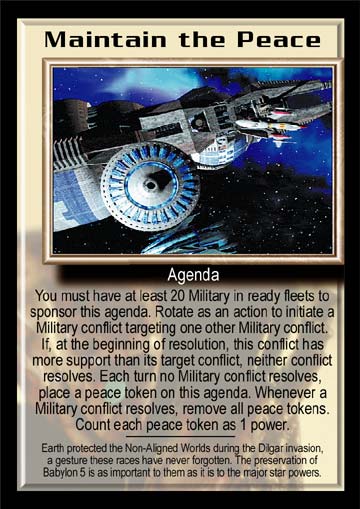 Maintain the Peace
Agenda
You must have at least 20 Military in ready fleets to
sponsor this agenda. Rotate as an action to initiate a
Military conflict targeting one other Military conflict.
If, at the beginning of resolution, this conflict has
more support than its target conflict, neither conflict
resolves. Each turn no Military conflict resolves,
place a peace token on this agenda. Whenever a
Military conflict resolves, remove all peace tokens.
Count each peace token as 1 power.
Earth protected the Non-Aligned Worlds during the Dilgar invasion,
a gesture these races have never forgotten. The preservation of
Babylon 5 is as important to them as it is to the major star powers.